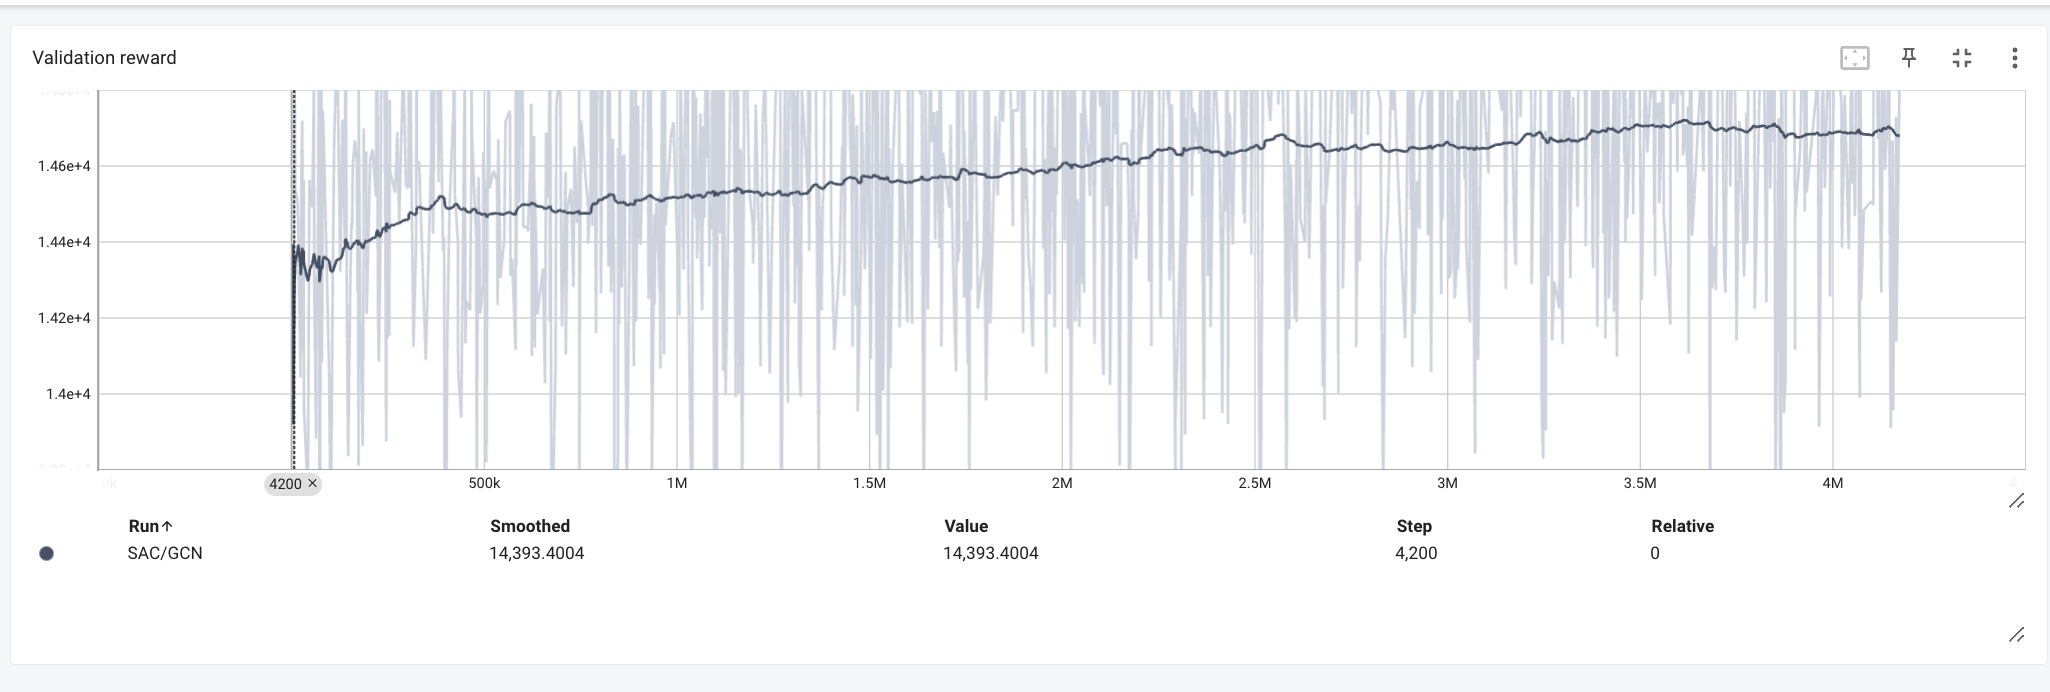 Validation reward
1.46e+4
1.44e+4
1.42e+4
1.4e+4
4200 ×
500k 1M 1.5M 2M 2.5M 3M 3.5M 4M
Run↑ Smoothed Value Step Relative
SAC/GCN 14,393.4004 14,393.4004 4,200 0